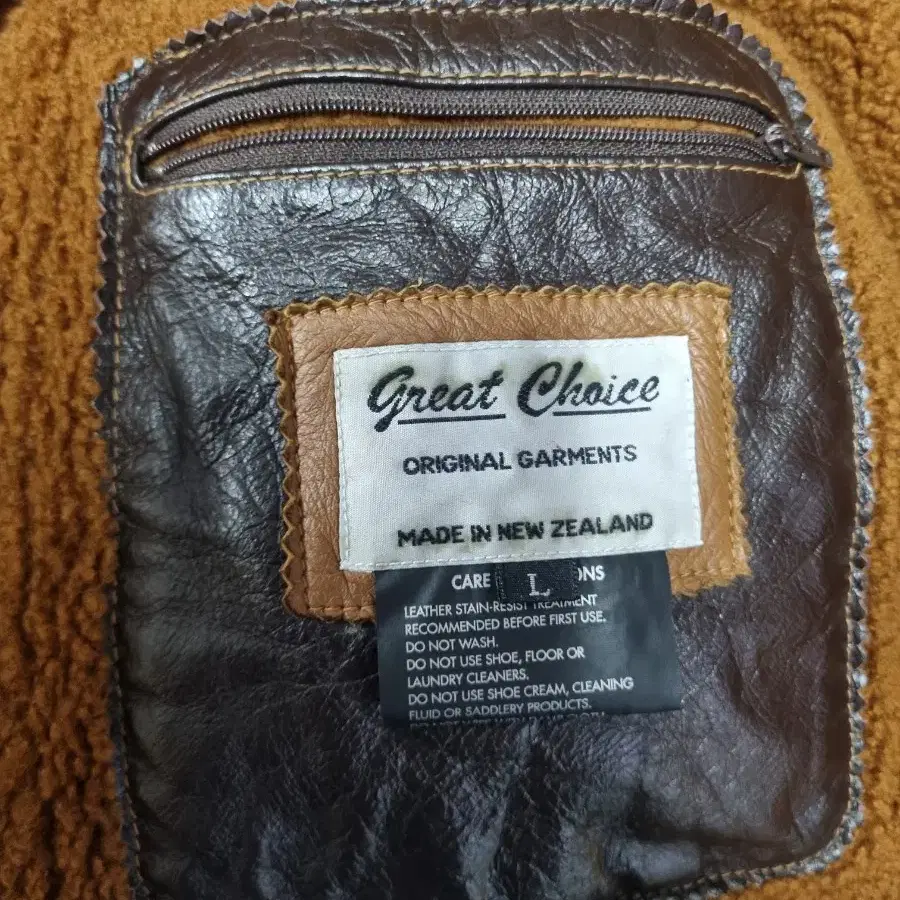 Great Choice
ORIGINAL GARMENTS
MADE IN NEW ZEALAND
CARE
L
LEATHER STAIN-RESIST TREATMENT
RECOMMENDED BEFORE FIRST USE.
DO NOT WASH.
DO NOT USE SHOE, FLOOR OR
LAUNDRY CLEANERS.
DO NOT USE SHOE CREAM, CLEANING
FLUID OR SADDLERY PRODUCTS.